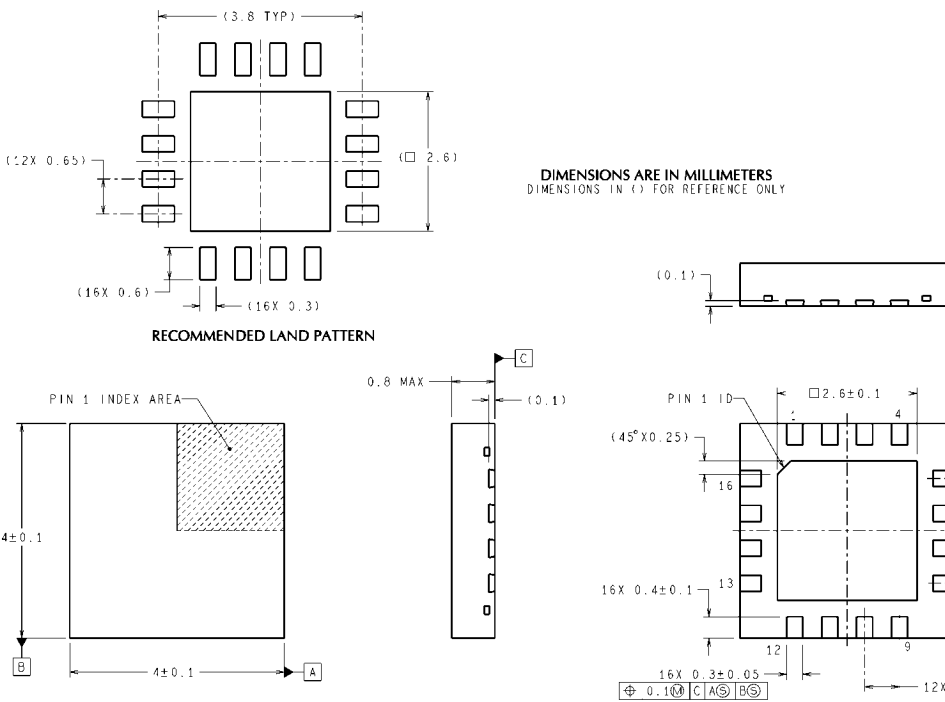 (3.8 TYP)
(12X 0.65)
(□ 2.6)
(16X 0.6)
(16X 0.3)
RECOMMENDED LAND PATTERN
DIMENSIONS ARE IN MILLIMETERS
DIMENSIONS IN () FOR REFERENCE ONLY
(0.1)
PIN 1 INDEX AREA
4±0.1
B
4±0.1
A
0.8 MAX
C
(0.1)
PIN 1 ID
□2.6±0.1
1
4
(45°X0.25)
16
13
16X 0.4±0.1
12
9
16X 0.3±0.05
⌖ 0.1Ⓜ C AⓈ BⓈ
12X